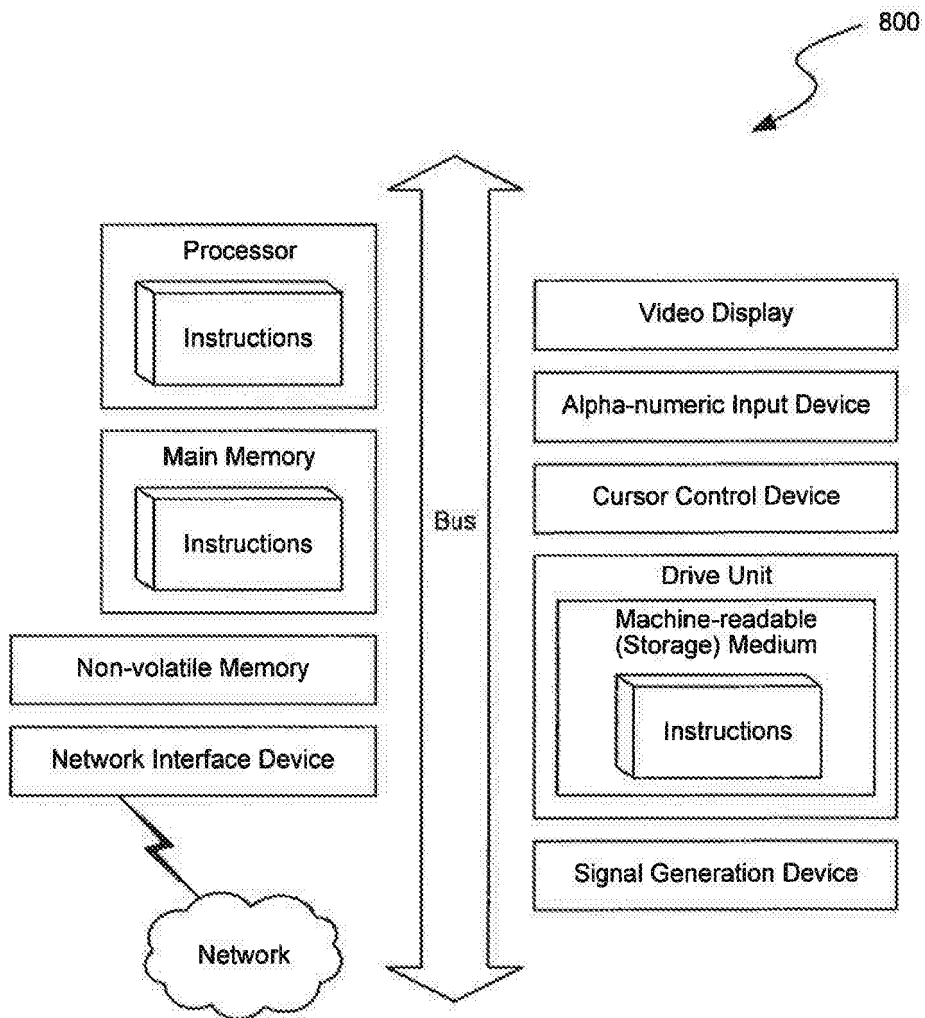 800
Processor
Instructions
Main Memory
Instructions
Non-volatile Memory
Network Interface Device
Network
Bus
Video Display
Alpha-numeric Input Device
Cursor Control Device
Drive Unit
Machine-readable
(Storage) Medium
Instructions
Signal Generation Device